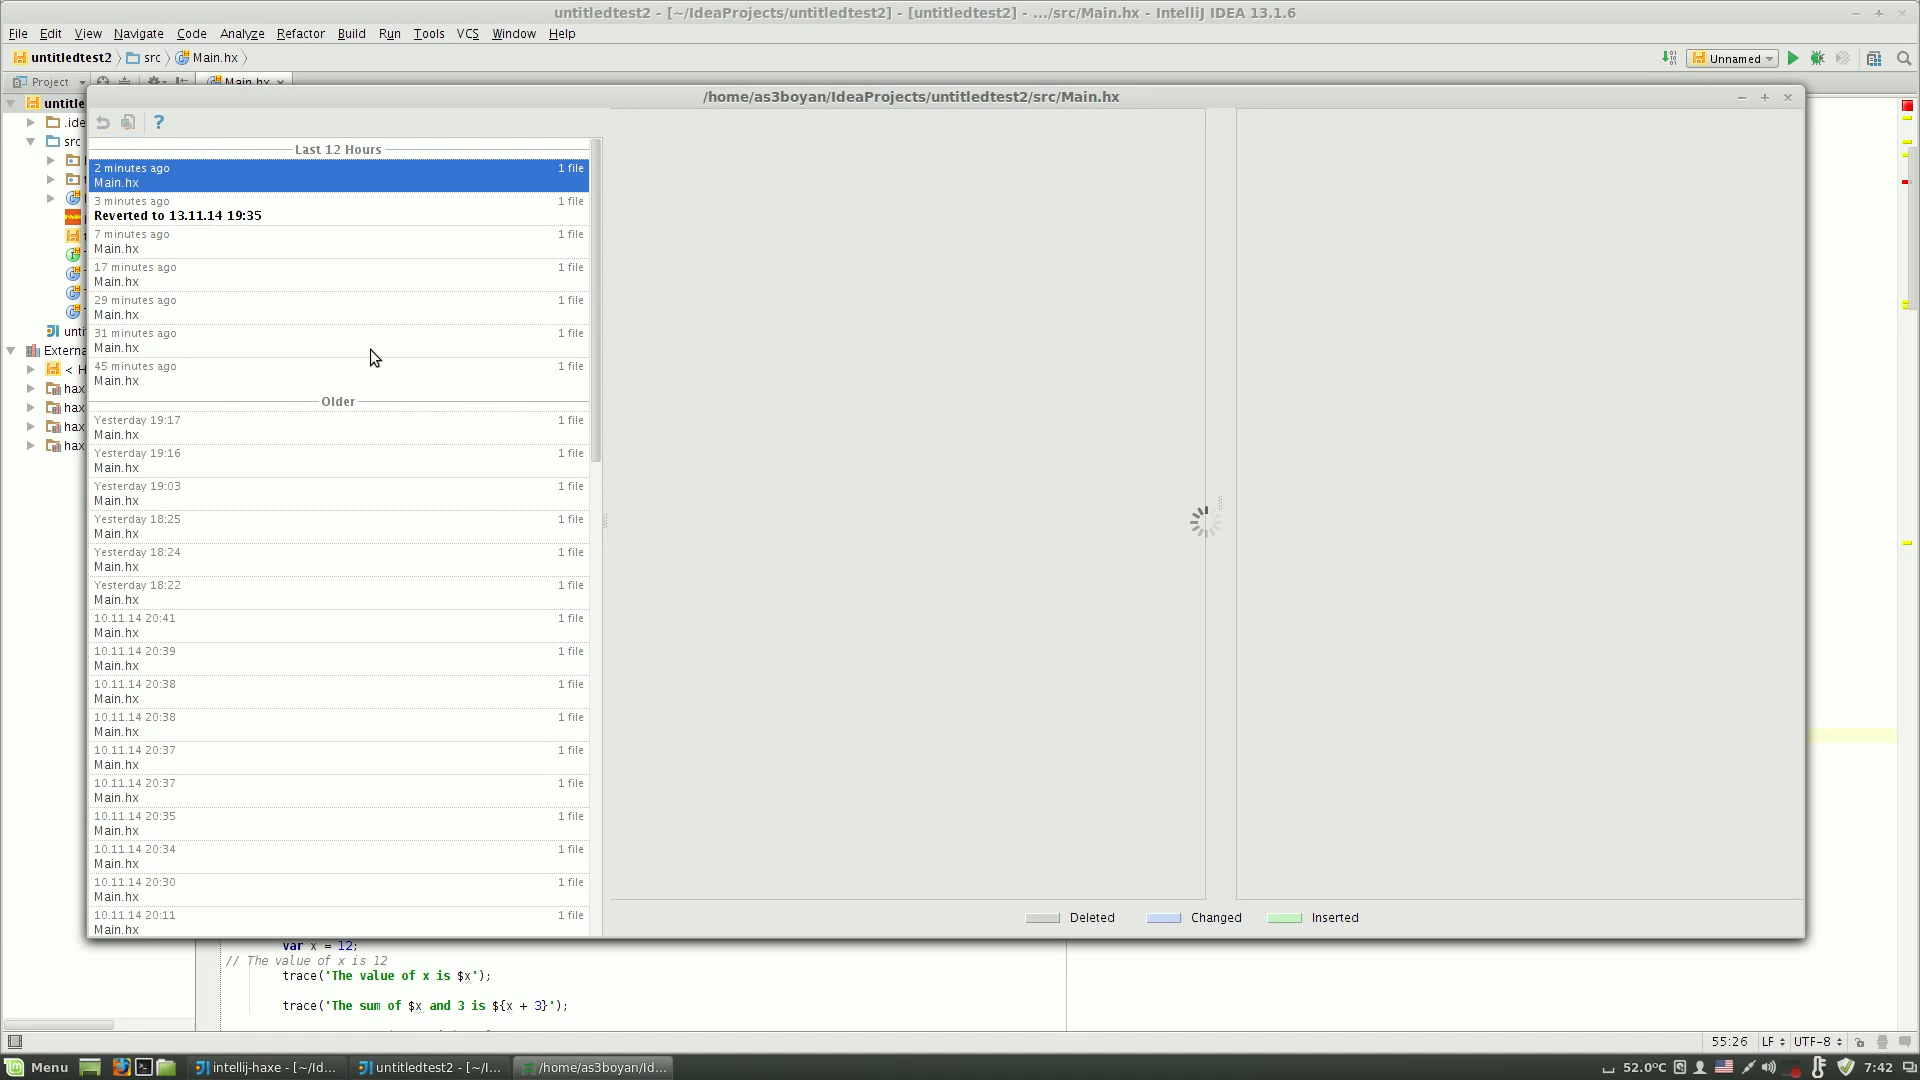 untitledtest2 - [~/IdeaProjects/untitledtest2] - [untitledtest2] - .../src/Main.hx - IntelliJ IDEA 13.1.6
File Edit View Navigate Code Analyze Refactor Build Run Tools VCS Window Help
untitledtest2 src Main.hx
Unnamed
Project
Main.hx
/home/as3boyan/IdeaProjects/untitledtest2/src/Main.hx
untitle
.ide
src
unti
Externa
< H
hax
hax
hax
hax
Last 12 Hours
2 minutes ago 1 file
Main.hx
3 minutes ago 1 file
Reverted to 13.11.14 19:35
7 minutes ago 1 file
Main.hx
17 minutes ago 1 file
Main.hx
29 minutes ago 1 file
Main.hx
31 minutes ago 1 file
Main.hx
45 minutes ago 1 file
Main.hx
Older
Yesterday 19:17 1 file
Main.hx
Yesterday 19:16 1 file
Main.hx
Yesterday 19:03 1 file
Main.hx
Yesterday 18:25 1 file
Main.hx
Yesterday 18:24 1 file
Main.hx
Yesterday 18:22 1 file
Main.hx
10.11.14 20:41 1 file
Main.hx
10.11.14 20:39 1 file
Main.hx
10.11.14 20:38 1 file
Main.hx
10.11.14 20:38 1 file
Main.hx
10.11.14 20:37 1 file
Main.hx
10.11.14 20:37 1 file
Main.hx
10.11.14 20:35 1 file
Main.hx
10.11.14 20:34 1 file
Main.hx
10.11.14 20:30 1 file
Main.hx
10.11.14 20:11 1 file
Main.hx
Deleted Changed Inserted
var x = 12;
// The value of x is 12
trace('The value of x is $x');
trace('The sum of $x and 3 is ${x + 3}');
55:26 LF UTF-8
Menu intellij-haxe - [~/Id... untitledtest2 - [~/I... /home/as3boyan/Id... 52.0ºC 7:42